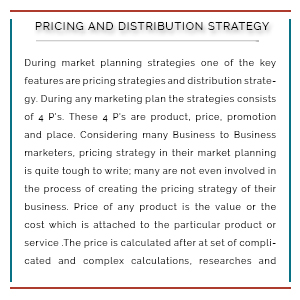 PRICING AND DISTRIBUTION STRATEGY
During market planning strategies one of the key
features are pricing strategies and distribution strate-
gy. During any marketing plan the strategies consists
of 4 P's. These 4 P's are product, price, promotion
and place. Considering many Business to Business
marketers, pricing strategy in their market planning
is quite tough to write; many are not even involved in
the process of creating the pricing strategy of their
business. Price of any product is the value or the
cost which is attached to the particular product or
service .The price is calculated after at set of compli-
cated and complex calculations, researches and